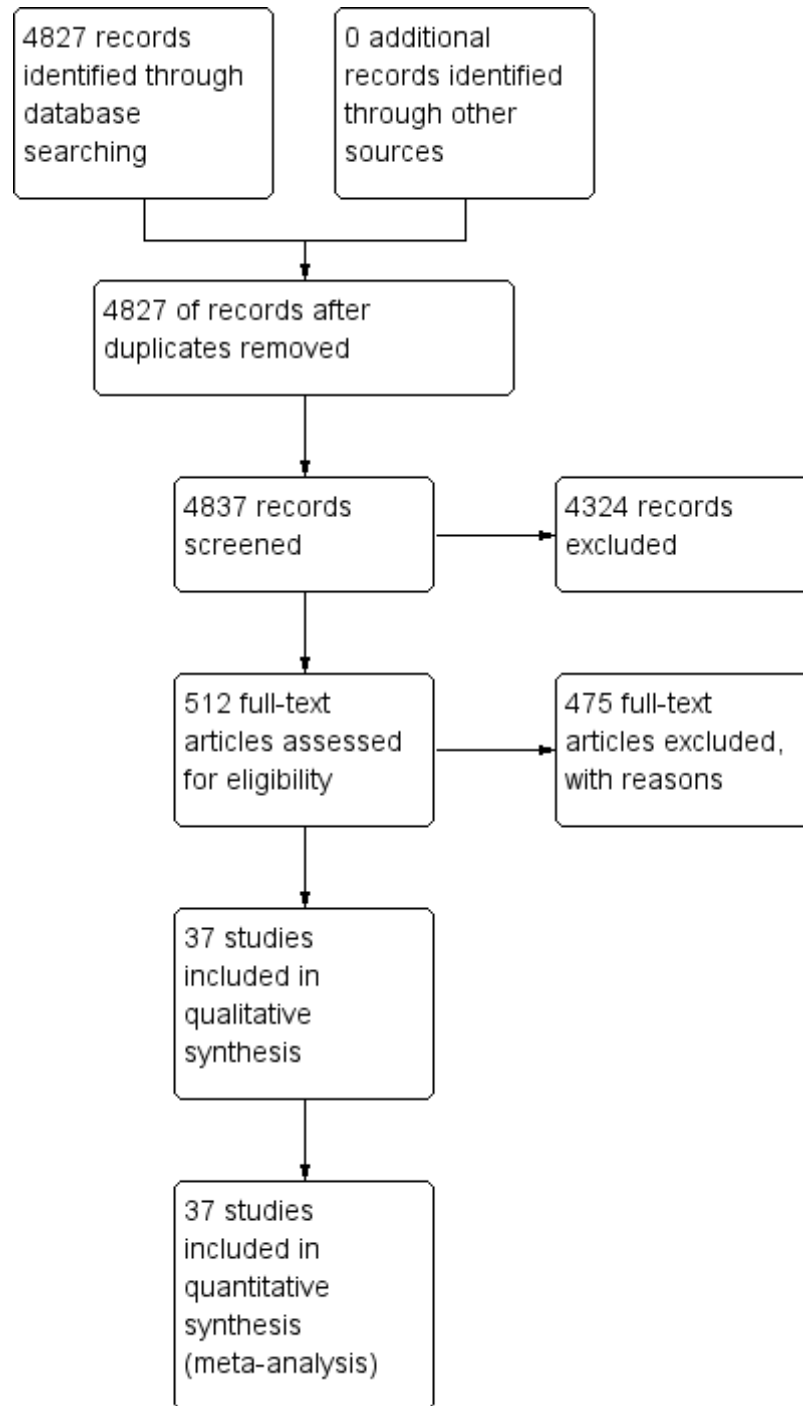 4827 records
identified through
database
searching
0 additional
records identified
through other
sources
4827 of records after
duplicates removed
4837 records
screened
4324 records
excluded
512 full-text
articles assessed
for eligibility
475 full-text
articles excluded,
with reasons
37 studies
included in
qualitative
synthesis
37 studies
included in
quantitative
synthesis
(meta-analysis)